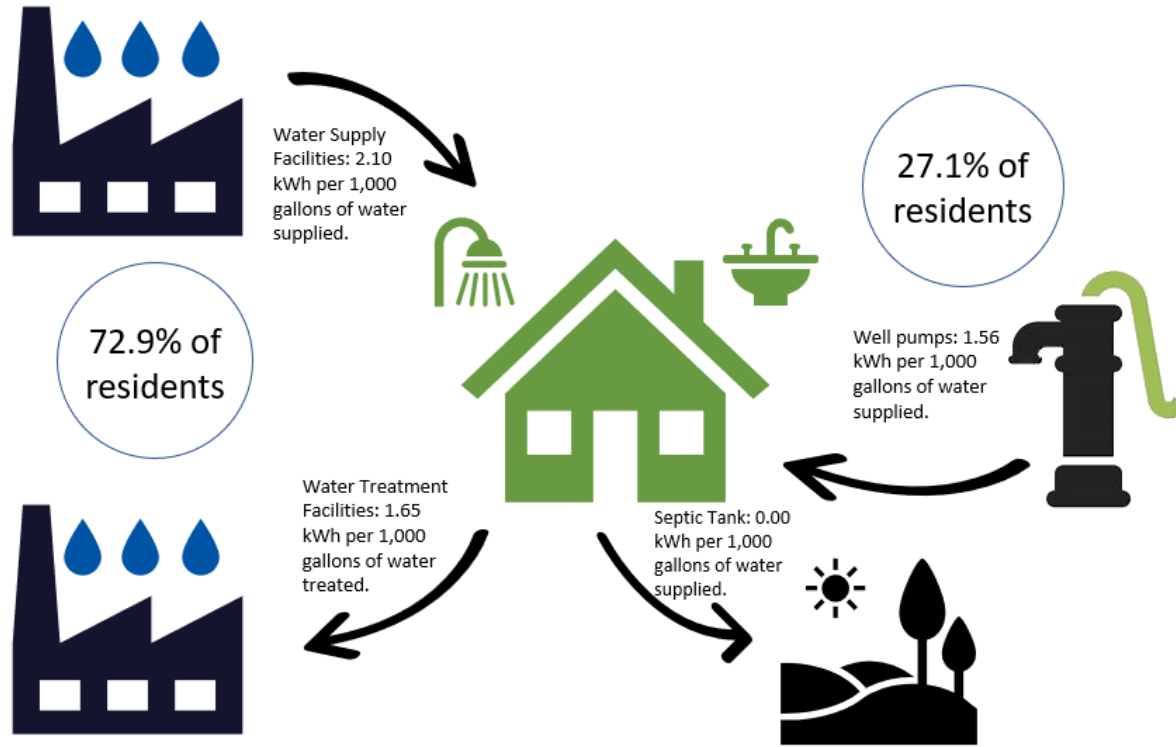 Water Supply
Facilities: 2.10
kWh per 1,000
gallons of water
supplied.
27.1% of
residents
72.9% of
residents
Well pumps: 1.56
kWh per 1,000
gallons of water
supplied.
Water Treatment
Facilities: 1.65
kWh per 1,000
gallons of water
treated.
Septic Tank: 0.00
kWh per 1,000
gallons of water
supplied.